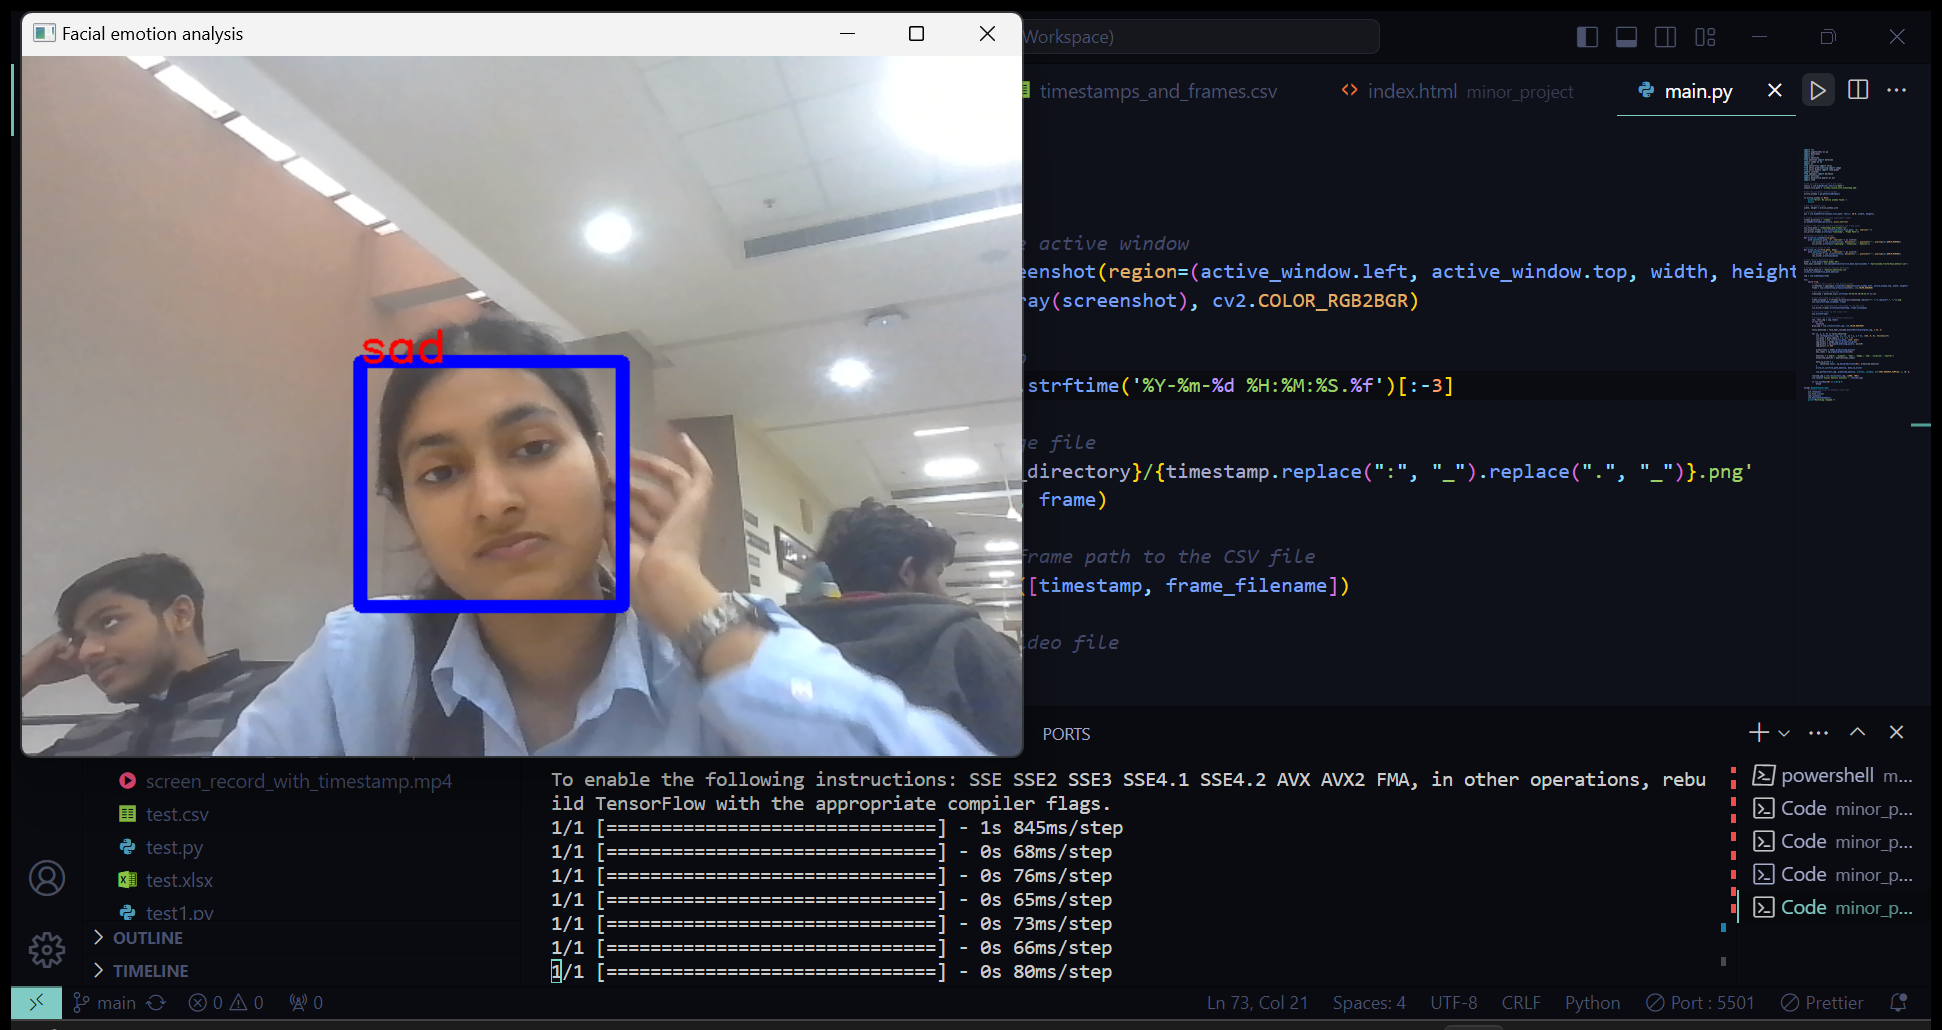 Facial emotion analysis
Workspace)
timestamps_and_frames.csv
index.html minor_project
main.py
sad
active window
enshot(region=(active_window.left, active_window.top, width, height
ray(screenshot), cv2.COLOR_RGB2BGR)
.strftime('%Y-%m-%d %H:%M:%S.%f')[:-3]
file
_directory}/{timestamp.replace(":", "_").replace(".", "_")}.png'
frame)
frame path to the CSV file
([timestamp, frame_filename])
ideo file
PORTS
screen_record_with_timestamp.mp4
test.csv
test.py
test.xlsx
test1.py
OUTLINE
TIMELINE
To enable the following instructions: SSE SSE2 SSE3 SSE4.1 SSE4.2 AVX AVX2 FMA, in other operations, rebu
ild TensorFlow with the appropriate compiler flags.
1/1 [==============================] - 1s 845ms/step
1/1 [==============================] - 0s 68ms/step
1/1 [==============================] - 0s 76ms/step
1/1 [==============================] - 0s 65ms/step
1/1 [==============================] - 0s 73ms/step
1/1 [==============================] - 0s 66ms/step
1/1 [==============================] - 0s 80ms/step
powershell m...
Code minor_p...
Code minor_p...
Code minor_p...
Code minor_p...
main 0 0 0 Ln 73, Col 21 Spaces: 4 UTF-8 CRLF Python Port : 5501 Prettier